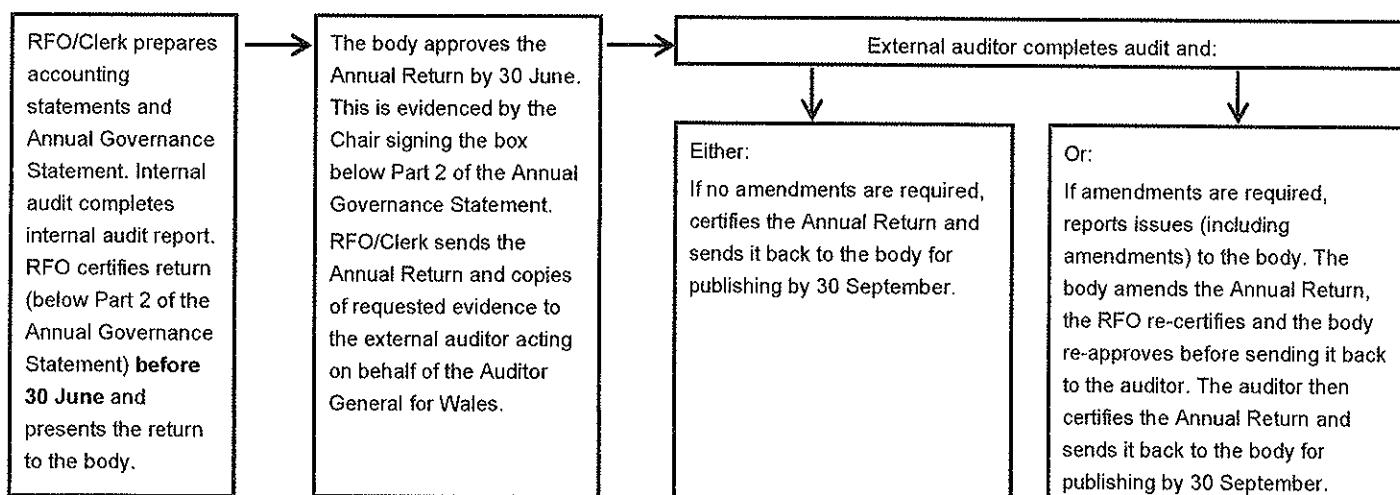 RFO/Clerk prepares
accounting
statements and
Annual Governance
Statement. Internal
audit completes
internal audit report.
RFO certifies return
(below Part 2 of the
Annual Governance
Statement) before
30 June and
presents the return
to the body.
The body approves the
Annual Return by 30 June.
This is evidenced by the
Chair signing the box
below Part 2 of the Annual
Governance Statement.
RFO/Clerk sends the
Annual Return and copies
of requested evidence to
the external auditor acting
on behalf of the Auditor
General for Wales.
External auditor completes audit and:
Either:
If no amendments are required,
certifies the Annual Return and
sends it back to the body for
publishing by 30 September.
Or:
If amendments are required,
reports issues (including
amendments) to the body. The
body amends the Annual Return,
the RFO re-certifies and the body
re-approves before sending it back
to the auditor. The auditor then
certifies the Annual Return and
sends it back to the body for
publishing by 30 September.